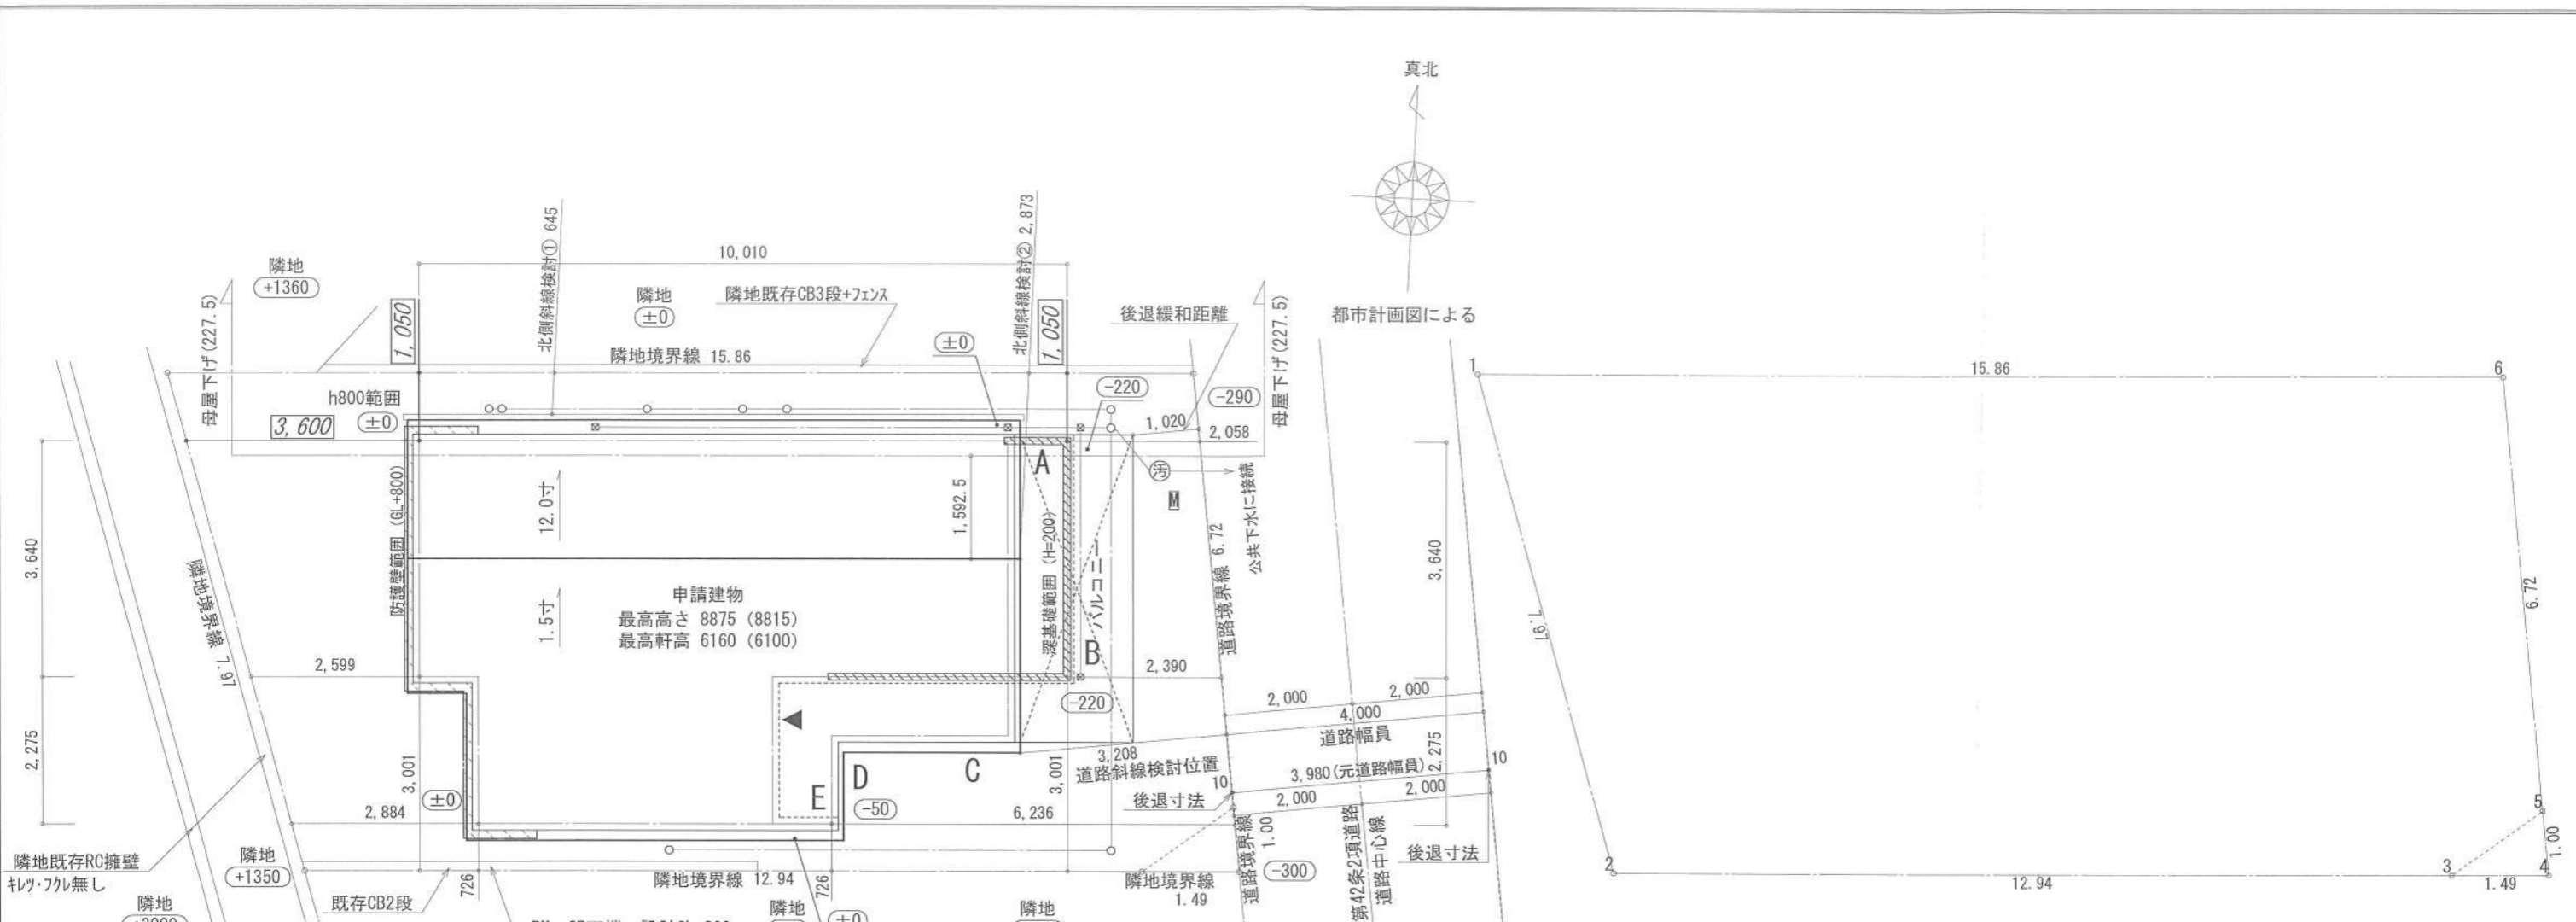 真北
都市計画図による
10,010
隣地
+1360
母屋下げ(227.5)
1,050
北側斜線検討① 645
隣地
±0
隣地既存CB3段+フェンス
北側斜線検討② 2,873
1,050
後退緩和距離
母屋下げ(227.5)
隣地境界線 15.86
±0
h800範囲
±0
3,600
-220
-290
1,020
2,058
A
汚
M
公共下水に接続
3,640
防護壁範囲 (GL+800)
12.0寸
1,592.5
深基礎範囲 (H=200)
バルコニー
道路境界線 6.72
3,640
隣地境界線 7.97
1.5寸
申請建物
最高高さ 8875 (8815)
最高軒高 6160 (6100)
B
2,599
2,390
-220
2,000
2,000
4,000
道路幅員
2,275
3,001
3,208
道路斜線検討位置
3,001
C
D
E
-50
±0
2,884
6,236
10
3,980(元道路幅員)
10
2,275
後退寸法
2,000
2,000
道路境界線
1.00
-300
第42条2項道路
道路中心線
後退寸法
隣地既存RC擁壁
キレツ・フクレ無し
隣地
+1350
既存CB2段
726
隣地境界線 12.94
726
隣地境界線
1.49
隣地
隣地
±0
隣地
1
15.86
6
7.97
6.72
5
1.00
2
12.94
3
1.49
4